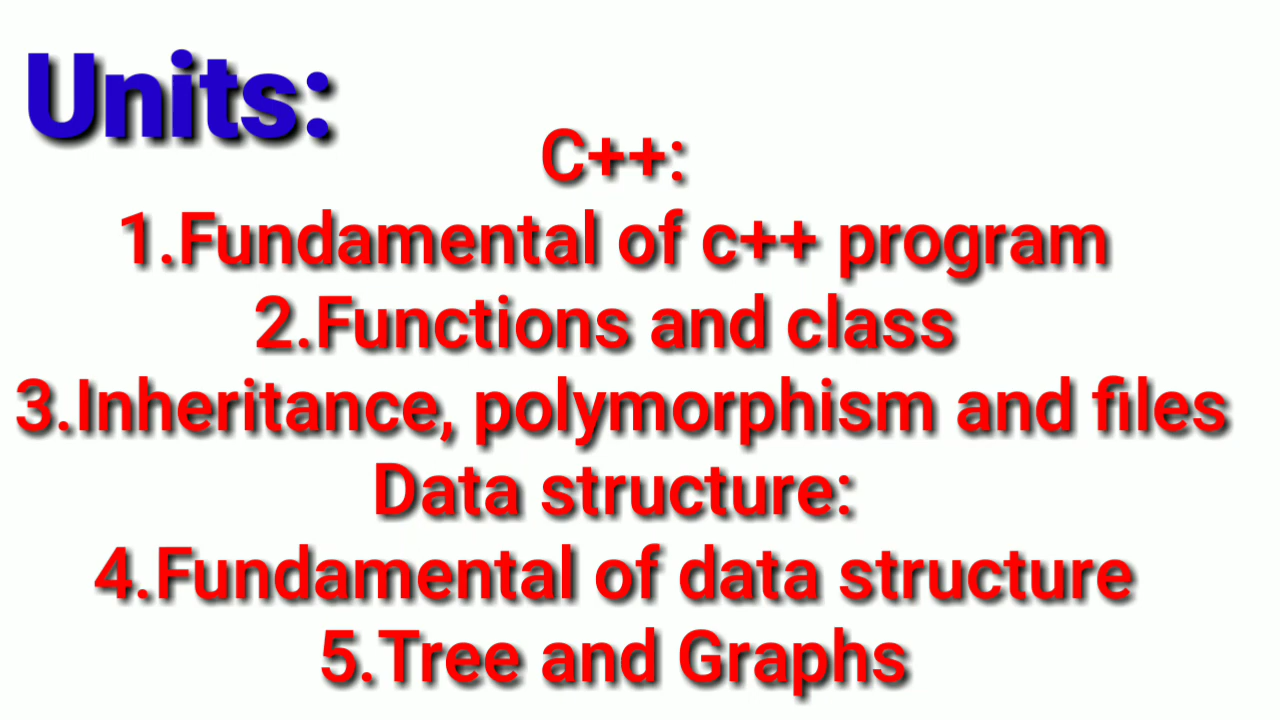 Units:
C++:
1.Fundamental of c++ program
2.Functions and class
3.Inheritance, polymorphism and files
Data structure:
4.Fundamental of data structure
5.Tree and Graphs